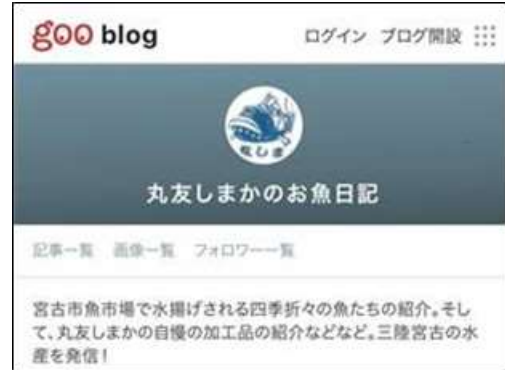 goo blog
ログイン ブログ開設
丸友しまかのお魚日記
記事一覧 画像一覧 フォロワー一覧
宮古市魚市場で水揚げされる四季折々の魚たちの紹介。そし
て、丸友しまかの自慢の加工品の紹介などなど。三陸宮古の水
産を発信!